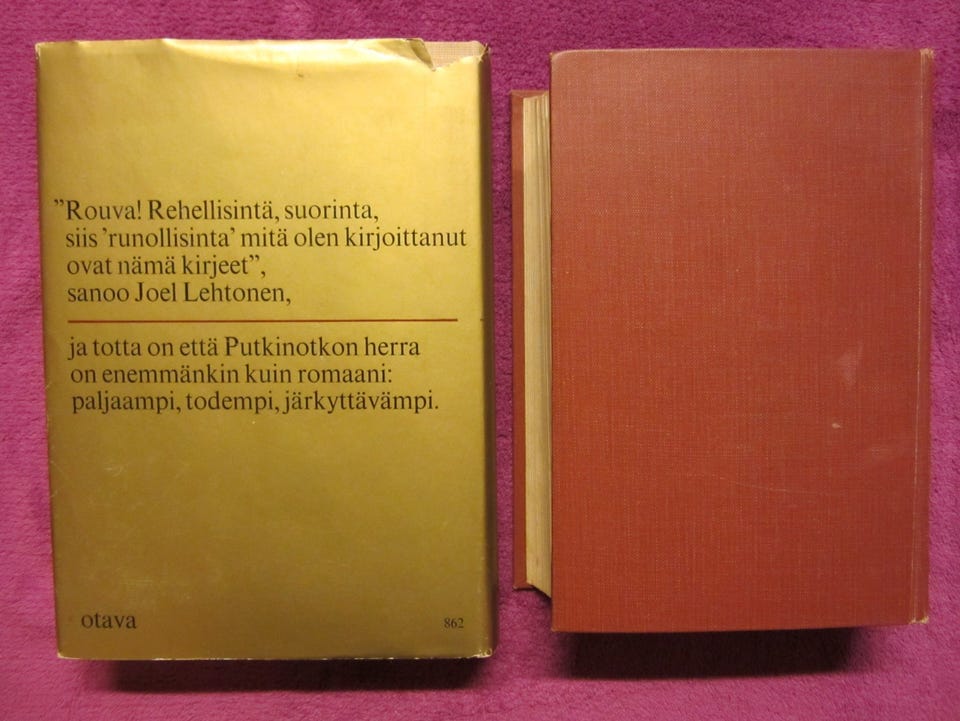 ”Rouva! Rehellisintä, suorinta,
siis ’runollisinta’ mitä olen kirjoittanut
ovat nämä kirjeet”,
sanoo Joel Lehtonen,
ja totta on että Putkinotkon herra
on enemmänkin kuin romaani:
paljaampi, todempi, järkyttävämpi.
otava
862